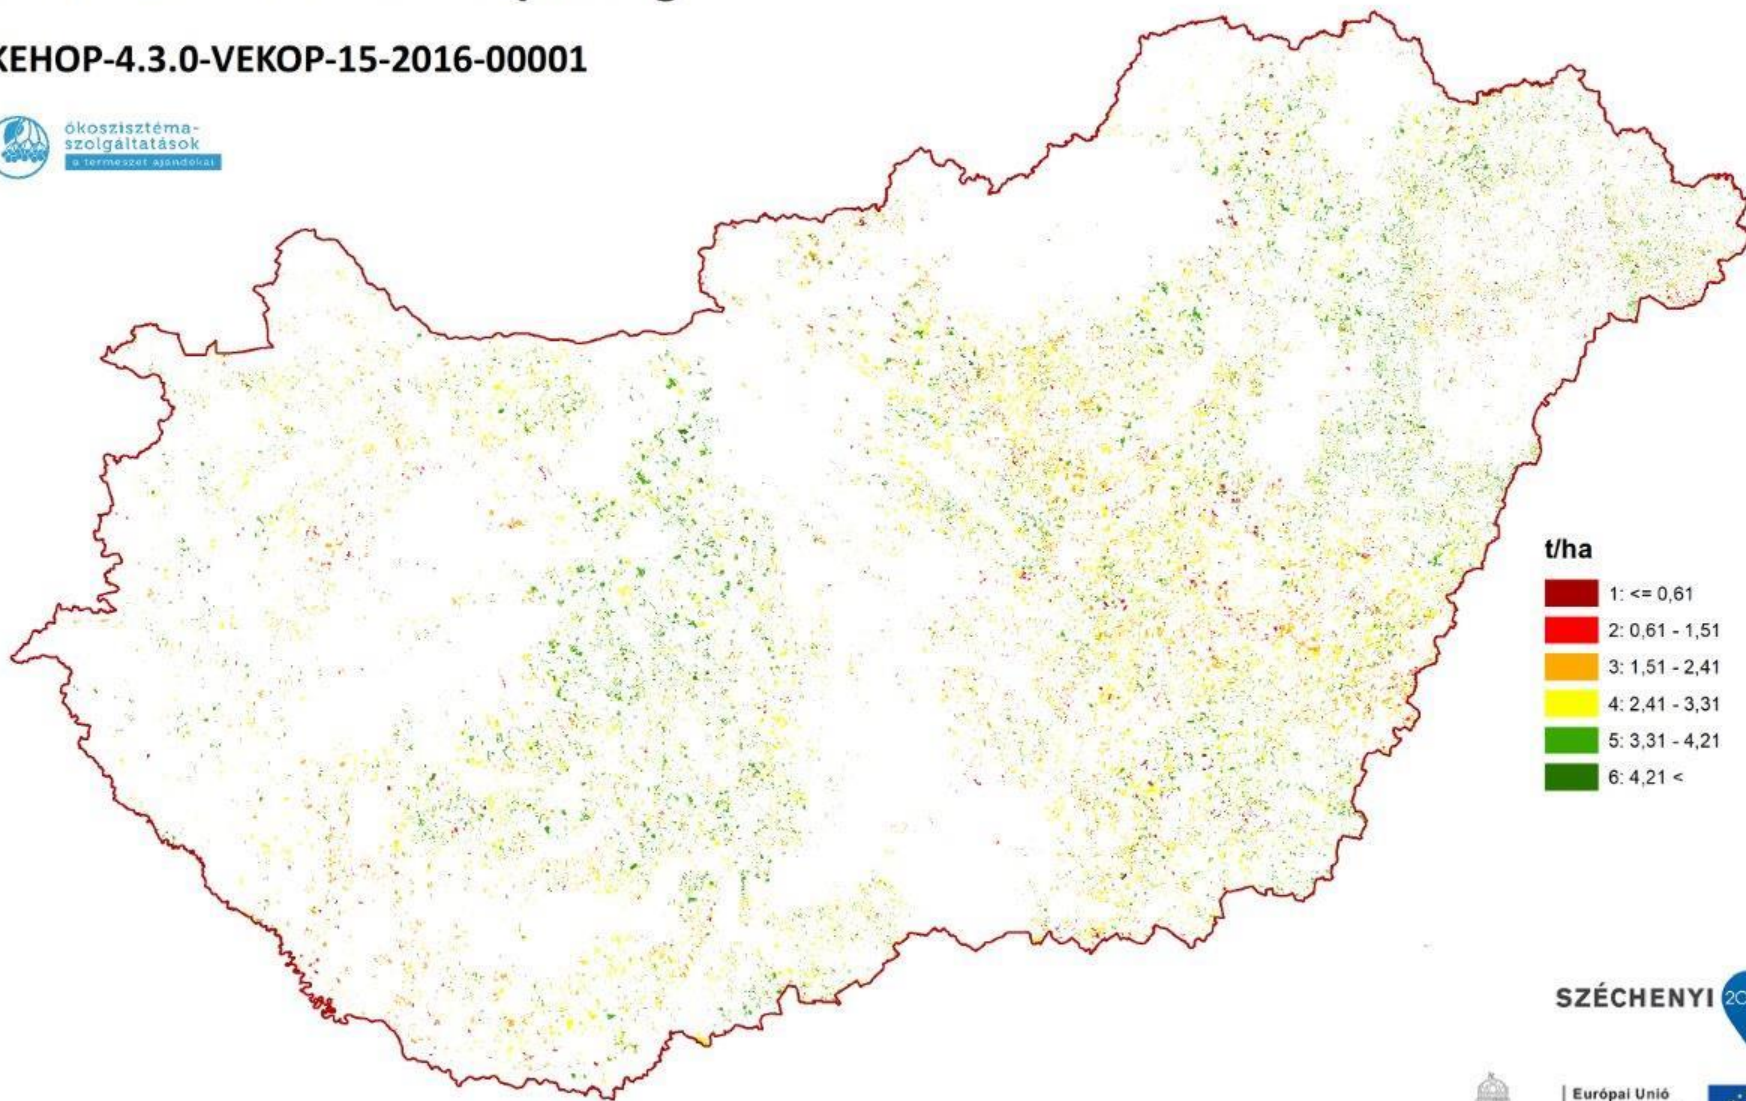 KEHOP-4.3.0-VEKOP-15-2016-00001
ökoszisztéma-
szolgáltatások
a természet ajándékai
t/ha
1: <= 0,61
2: 0,61 - 1,51
3: 1,51 - 2,41
4: 2,41 - 3,31
5: 3,31 - 4,21
6: 4,21 <
SZÉCHENYI 20
Európai Unió